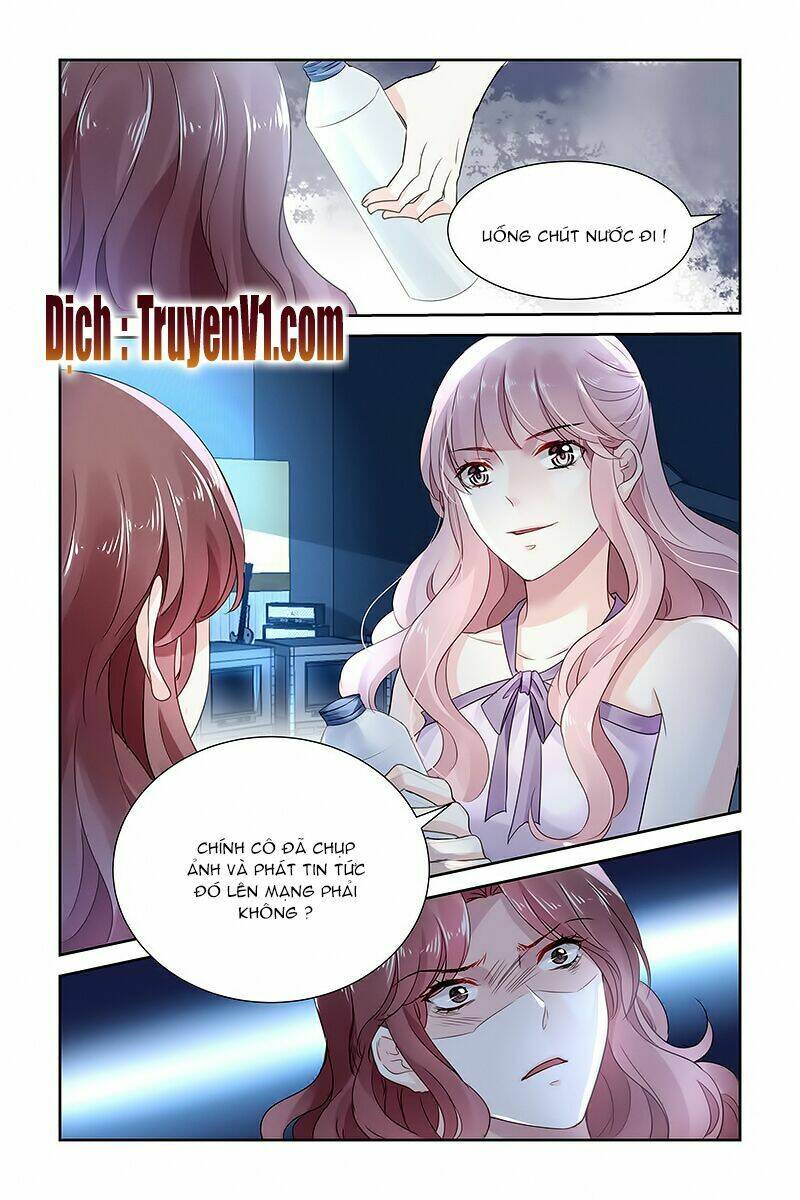 UỐNG CHÚT NƯỚC ĐI !
Dịch : TruyenV1.com
CHÍNH CÔ ĐÃ CHỤP
ẢNH VÀ PHÁT TIN TỨC
ĐÓ LÊN MẠNG PHẢI
KHÔNG ?